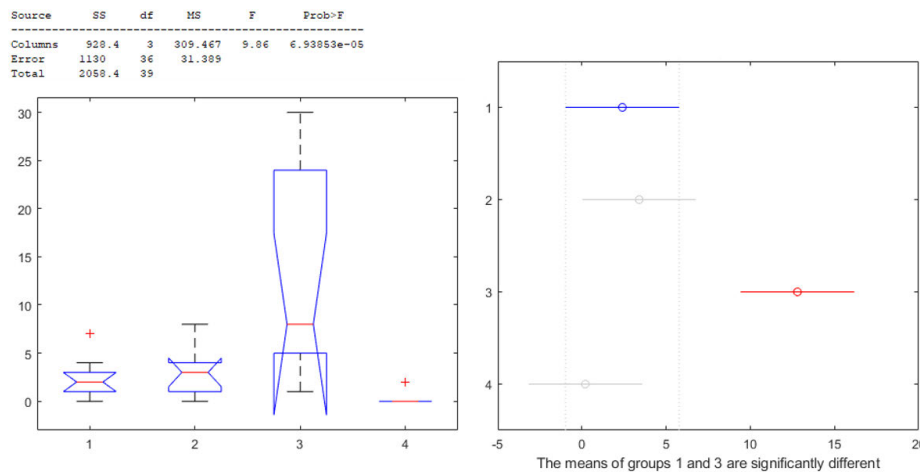 Source SS df MS F Prob>F
Columns 928.4 3 309.467 9.86 6.93853e-05
Error 1130 36 31.389
Total 2058.4 39
30
25
20
15
10
5
0
1 2 3 4
1
2
3
4
-5 0 5 10 15 20
The means of groups 1 and 3 are significantly different